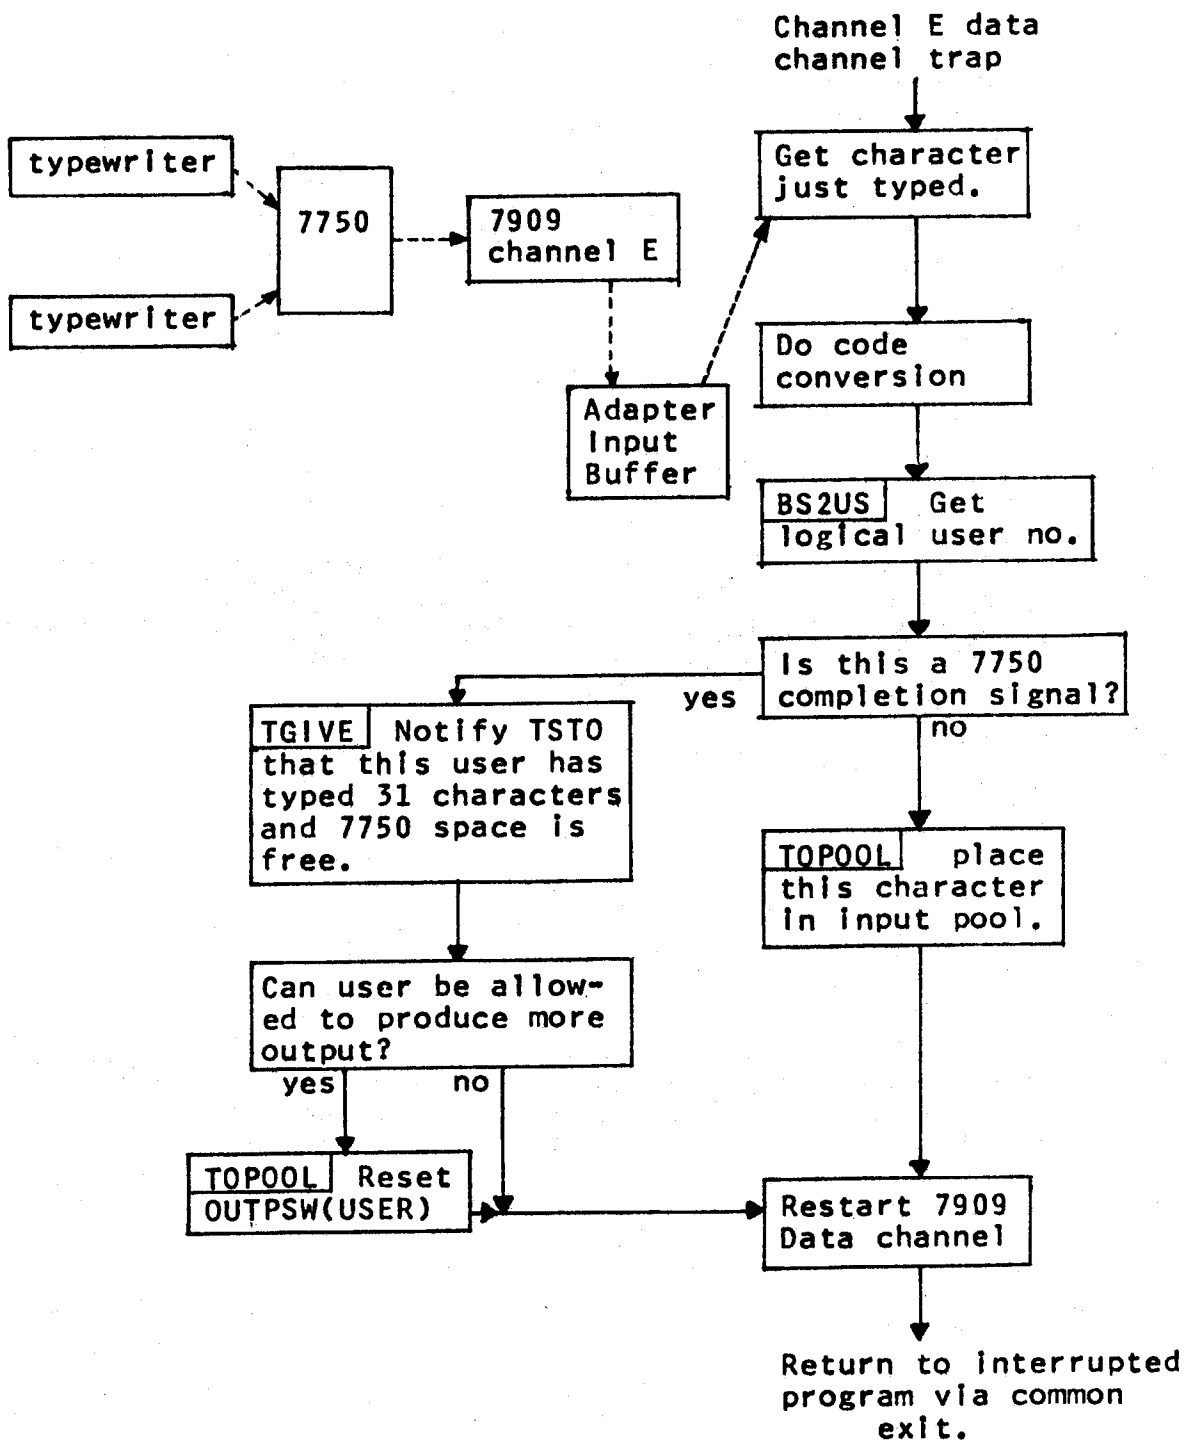 Channel E data
channel trap
typewriter
7750
7909
channel E
Get character
just typed.
typewriter
Do code
conversion
Adapter
Input
Buffer
BS2US Get
logical user no.
Is this a 7750
completion signal?
yes
no
TGIVE Notify TSTO
that this user has
typed 31 characters
and 7750 space is
free.
TOPOOL place
this character
in input pool.
Can user be allow-
ed to produce more
output?
yes no
TOPOOL Reset
OUTPSW(USER)
Restart 7909
Data channel
Return to interrupted
program via common
exit.